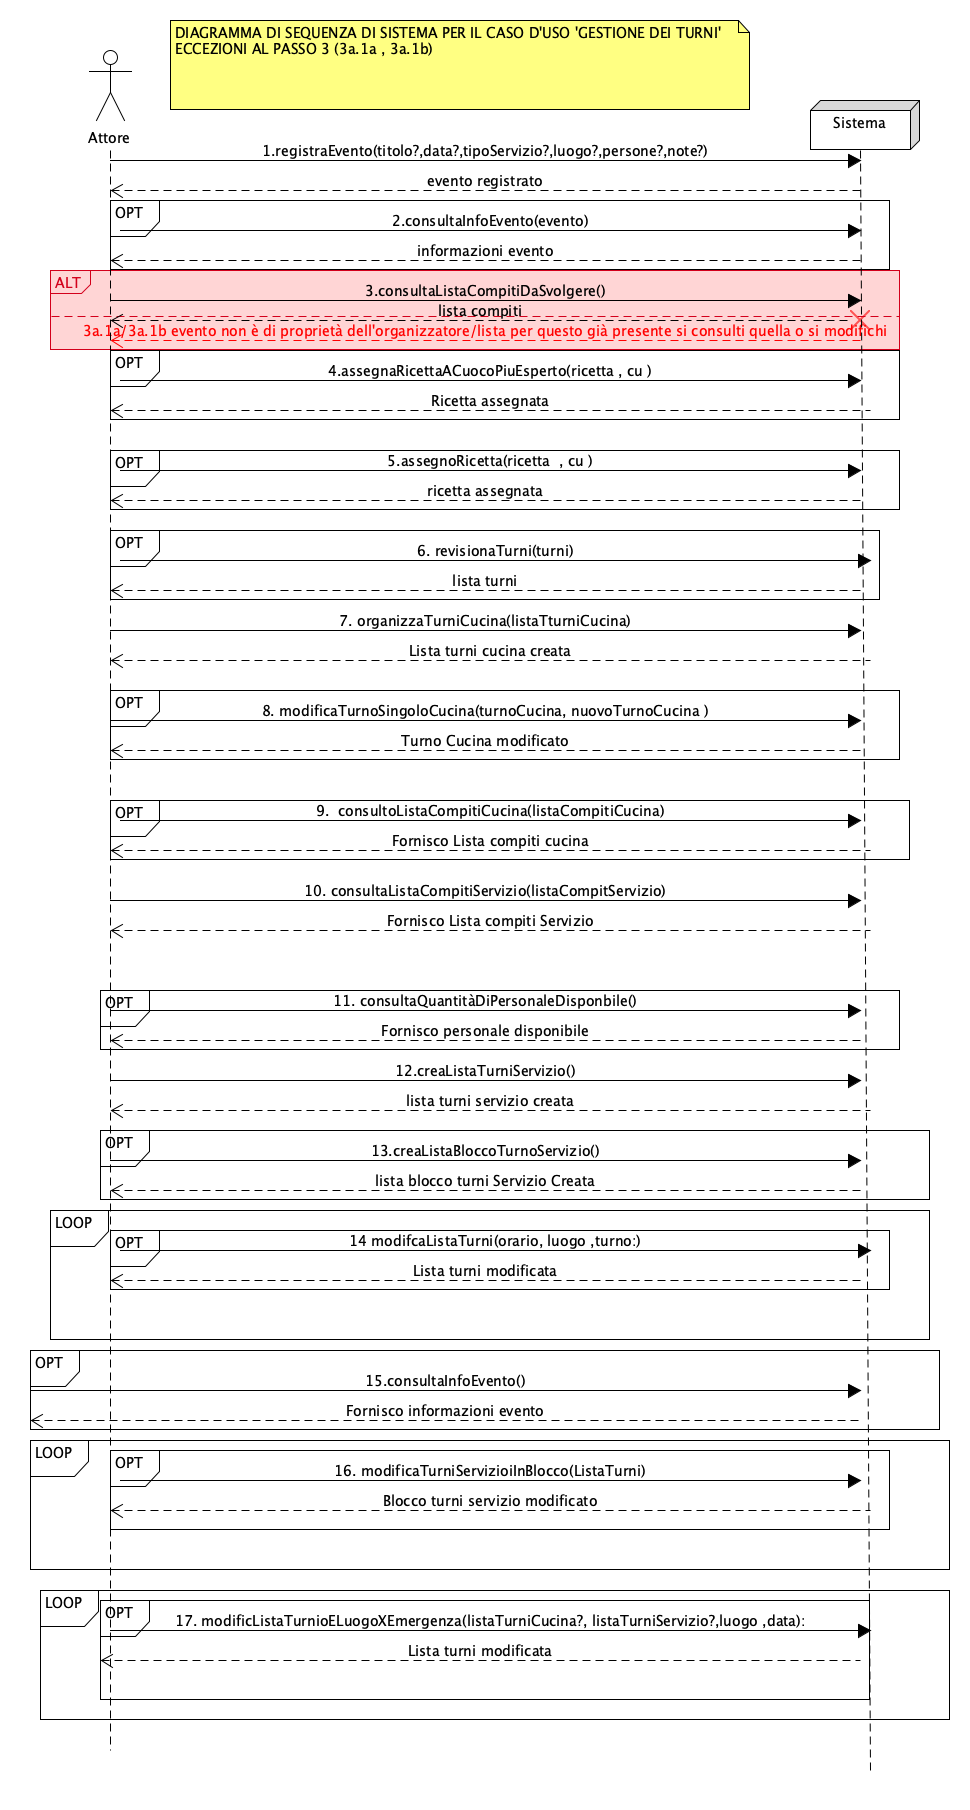 DIAGRAMMA DI SEQUENZA DI SISTEMA PER IL CASO D'USO 'GESTIONE DEI TURNI'
ECCEZIONI AL PASSO 3 (3a.1a , 3a.1b)
Attore
Sistema
1.registraEvento(titolo?,data?,tipoServizio?,luogo?,persone?,note?)
evento registrato
OPT
2.consultaInfoEvento(evento)
informazioni evento
ALT
3.consultaListaCompitiDaSvolgere()
lista compiti
3a.1a/3a.1b evento non è di proprietà dell'organizzatore/lista per questo già presente si consulti quella o si modifichi
OPT
4.assegnaRicettaACuocoPiuEsperto(ricetta , cu )
Ricetta assegnata
OPT
5.assegnoRicetta(ricetta  , cu )
ricetta assegnata
OPT
6. revisionaTurni(turni)
lista turni
7. organizzaTurniCucina(listaTturniCucina)
Lista turni cucina creata
OPT
8. modificaTurnoSingoloCucina(turnoCucina, nuovoTurnoCucina )
Turno Cucina modificato
OPT
9.  consultoListaCompitiCucina(listaCompitiCucina)
Fornisco Lista compiti cucina
10. consultaListaCompitiServizio(listaCompitServizio)
Fornisco Lista compiti Servizio
OPT
11. consultaQuantitàDiPersonaleDisponbile()
Fornisco personale disponibile
12.creaListaTurniServizio()
lista turni servizio creata
OPT
13.creaListaBloccoTurnoServizio()
lista blocco turni Servizio Creata
LOOP
OPT
14 modifcaListaTurni(orario, luogo ,turno:)
Lista turni modificata
OPT
15.consultaInfoEvento()
Fornisco informazioni evento
LOOP
OPT
16. modificaTurniServizioiInBlocco(ListaTurni)
Blocco turni servizio modificato
LOOP
OPT
17. modificListaTurnioELuogoXEmergenza(listaTurniCucina?, listaTurniServizio?,luogo ,data):
Lista turni modificata